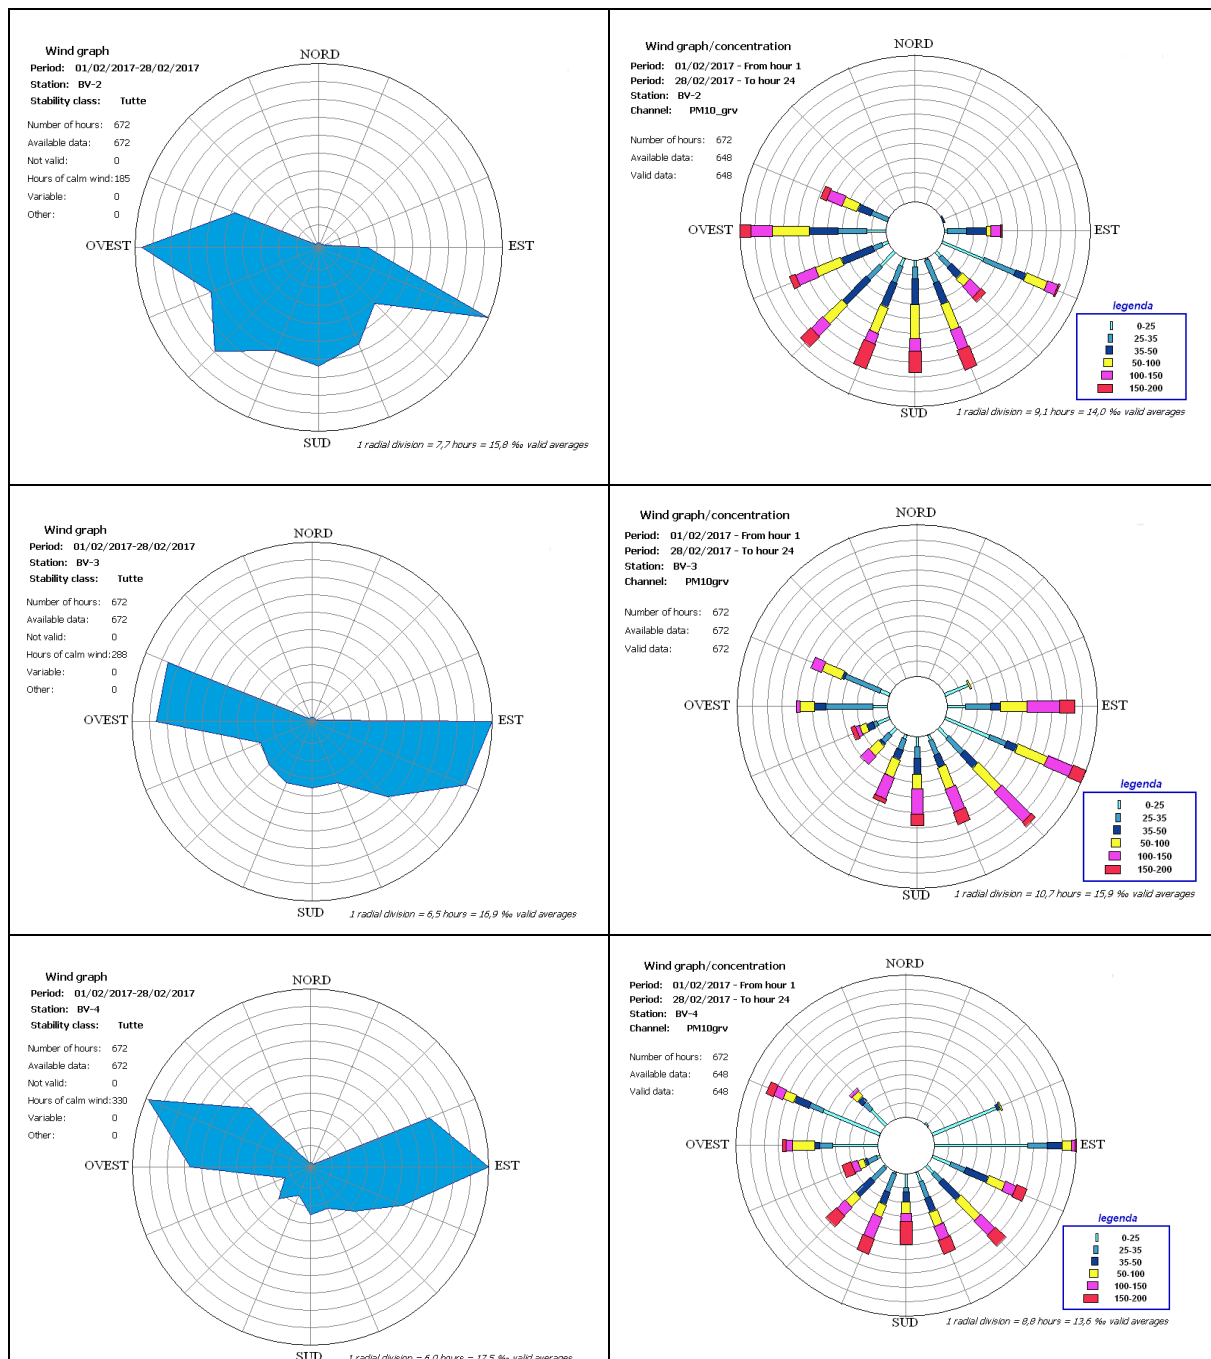 Wind graph
Period: 01/02/2017-28/02/2017
Station: BV-2
Stability class: Tutte
Number of hours: 672
Available data: 672
Not valid: 0
Hours of calm wind: 185
Variable: 0
Other: 0
NORD
OVEST
EST
SUD
1 radial division = 7,7 hours = 15,8 ‰ valid averages
Wind graph/concentration
Period: 01/02/2017 - From hour 1
Period: 28/02/2017 - To hour 24
Station: BV-2
Channel: PM10_grv
Number of hours: 672
Available data: 648
Valid data: 648
NORD
OVEST
EST
SUD
legenda
0-25
25-35
35-50
50-100
100-150
150-200
1 radial division = 9,1 hours = 14,0 ‰ valid averages
Wind graph
Period: 01/02/2017-28/02/2017
Station: BV-3
Stability class: Tutte
Number of hours: 672
Available data: 672
Not valid: 0
Hours of calm wind: 288
Variable: 0
Other: 0
NORD
OVEST
EST
SUD
1 radial division = 6,5 hours = 16,9 ‰ valid averages
Wind graph/concentration
Period: 01/02/2017 - From hour 1
Period: 28/02/2017 - To hour 24
Station: BV-3
Channel: PM10grv
Number of hours: 672
Available data: 672
Valid data: 672
NORD
OVEST
EST
SUD
legenda
0-25
25-35
35-50
50-100
100-150
150-200
1 radial division = 10,7 hours = 15,9 ‰ valid averages
Wind graph
Period: 01/02/2017-28/02/2017
Station: BV-4
Stability class: Tutte
Number of hours: 672
Available data: 672
Not valid: 0
Hours of calm wind: 330
Variable: 0
Other: 0
NORD
OVEST
EST
SUD
1 radial division = 6,0 hours = 17,5 ‰ valid averages
Wind graph/concentration
Period: 01/02/2017 - From hour 1
Period: 28/02/2017 - To hour 24
Station: BV-4
Channel: PM10grv
Number of hours: 672
Available data: 648
Valid data: 648
NORD
OVEST
EST
SUD
legenda
0-25
25-35
35-50
50-100
100-150
150-200
1 radial division = 8,8 hours = 13,6 ‰ valid averages